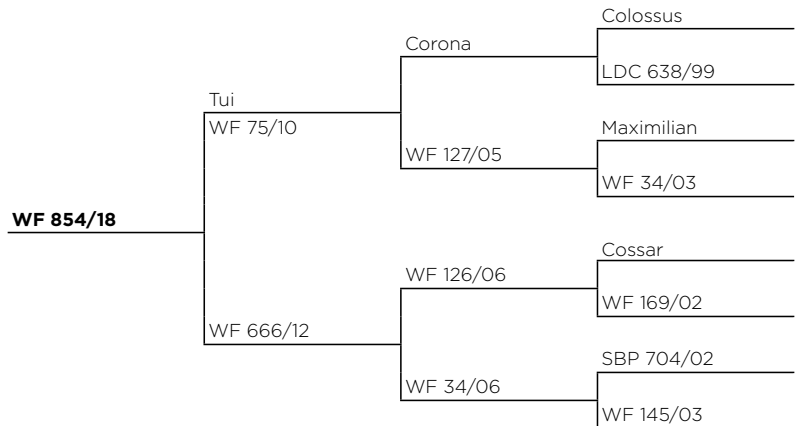 Colossus
Corona
LDC 638/99
Tui
WF 75/10
Maximilian
WF 127/05
WF 34/03
WF 854/18
Cossar
WF 126/06
WF 169/02
WF 666/12
SBP 704/02
WF 34/06
WF 145/03